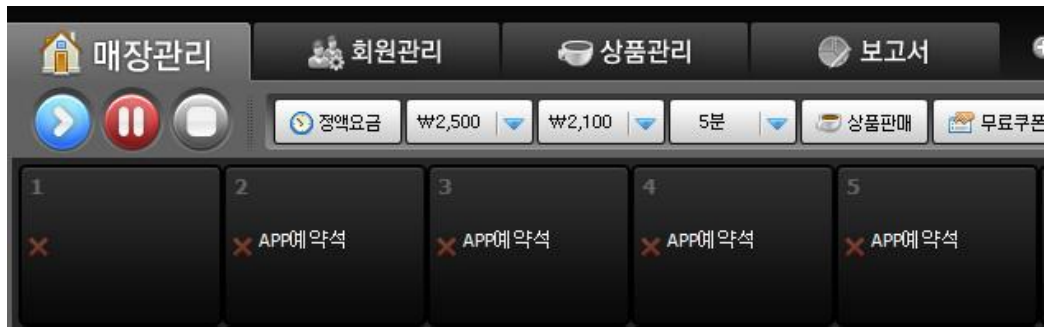 매장관리 회원관리 상품관리 보고서
정액요금 ₩2,500 ₩2,100 5분 상품판매 무료쿠폰
1 2 3 4 5
APP예약석 APP예약석 APP예약석 APP예약석